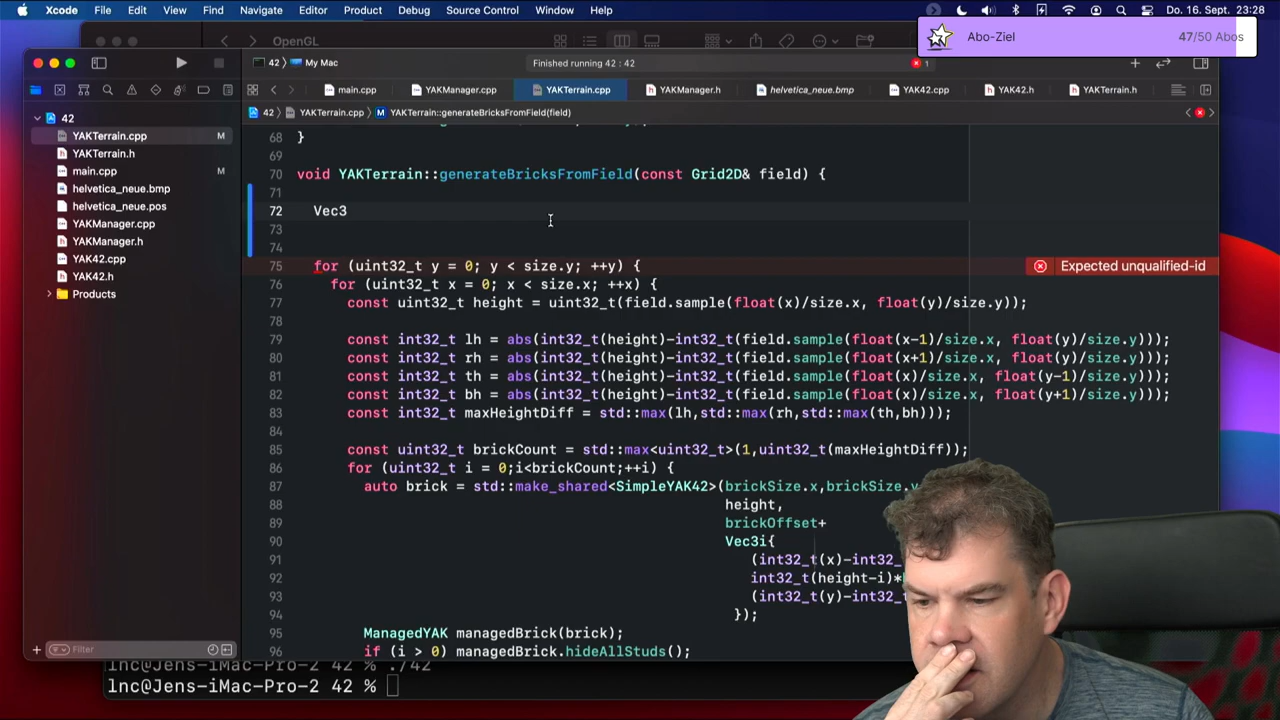 Xcode File Edit View Find Navigate Editor Product Debug Source Control Window Help Do. 16. Sept. 23:28
OpenGL
Abo-Ziel 47/50 Abos
42 〉 My Mac Finished running 42 : 42 1
main.cpp YAKManager.cpp YAKTerrain.cpp YAKManager.h helvetica_neue.bmp YAK42.cpp YAK42.h YAKTerrain.h
42 〉 YAKTerrain.cpp 〉 M YAKTerrain::generateBricksFromField(field)
42
YAKTerrain.cpp M
YAKTerrain.h
main.cpp M
helvetica_neue.bmp
helvetica_neue.pos
YAKManager.cpp
YAKManager.h
YAK42.cpp
YAK42.h
Products
Filter
68 }
69
70 void YAKTerrain::generateBricksFromField(const Grid2D& field) {
71
72 Vec3
73
74
75 for (uint32_t y = 0; y < size.y; ++y) { Expected unqualified-id
76 for (uint32_t x = 0; x < size.x; ++x) {
77 const uint32_t height = uint32_t(field.sample(float(x)/size.x, float(y)/size.y));
78
79 const int32_t lh = abs(int32_t(height)-int32_t(field.sample(float(x-1)/size.x, float(y)/size.y)));
80 const int32_t rh = abs(int32_t(height)-int32_t(field.sample(float(x+1)/size.x, float(y)/size.y)));
81 const int32_t th = abs(int32_t(height)-int32_t(field.sample(float(x)/size.x, float(y-1)/size.y)));
82 const int32_t bh = abs(int32_t(height)-int32_t(field.sample(float(x)/size.x, float(y+1)/size.y)));
83 const int32_t maxHeightDiff = std::max(lh,std::max(rh,std::max(th,bh)));
84
85 const uint32_t brickCount = std::max<uint32_t>(1,uint32_t(maxHeightDiff));
86 for (uint32_t i = 0;i<brickCount;++i) {
87 auto brick = std::make_shared<SimpleYAK42>(brickSize.x,brickSize.y
88 height,
89 brickOffset+
90 Vec3i{
91 (int32_t(x)-int32_
92 int32_t(height-i)*
93 (int32_t(y)-int32_t
94 });
95 ManagedYAK managedBrick(brick);
96 if (i > 0) managedBrick.hideAllStuds();
lnc@Jens-iMac-Pro-2 42 % ./42
lnc@Jens-iMac-Pro-2 42 %